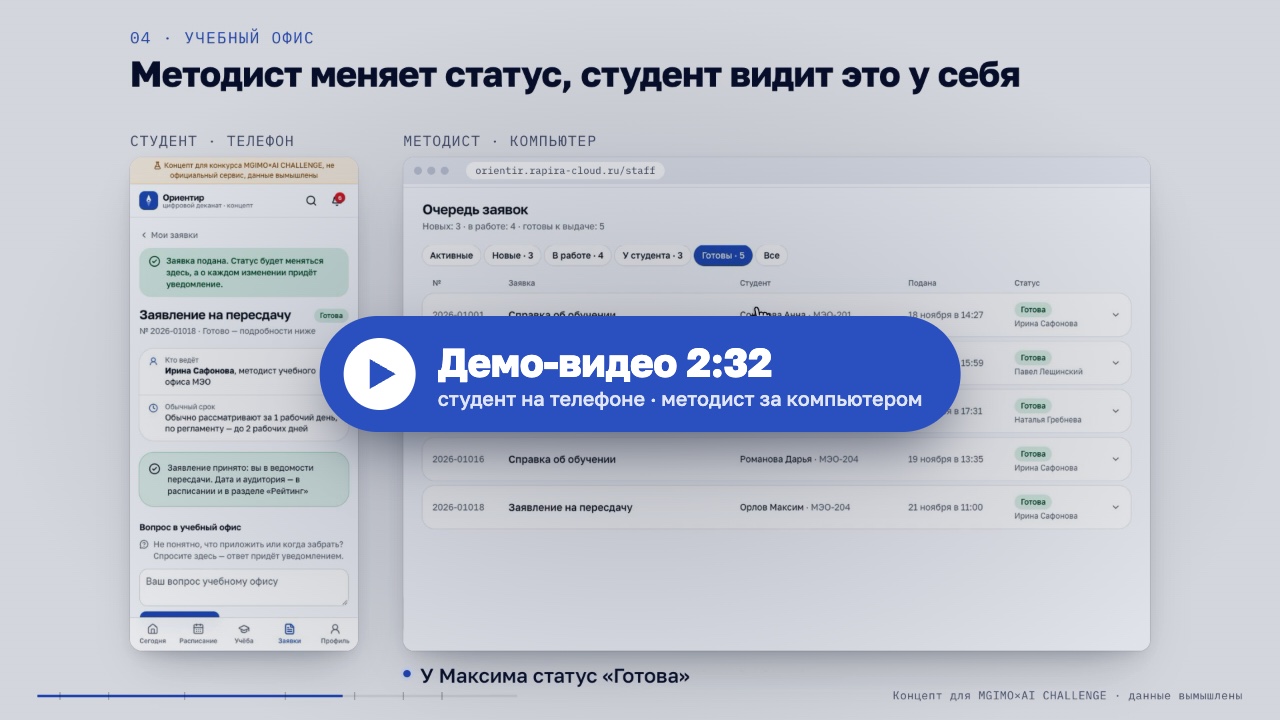 04 · УЧЕБНЫЙ ОФИС
Методист меняет статус, студент видит это у себя
СТУДЕНТ · ТЕЛЕФОН
Концепт для конкурса MGIMO×AI CHALLENGE, не
официальный сервис, данные вымышлены
Ориентир
цифровой деканат · концепт
6
Мои заявки
Заявка подана. Статус будет меняться
здесь, а о каждом изменении придёт
уведомление.
Заявление на пересдачу
Готова
№ 2026-01018 · Готово — подробности ниже
Кто ведёт
Ирина Сафонова, методист учебного
офиса МЭО
Обычный срок
Обычно рассматривают за 1 рабочий день,
по регламенту — до 2 рабочих дней
Заявление принято: вы в ведомости
пересдачи. Дата и аудитория — в
расписании и в разделе «Рейтинг»
Вопрос в учебный офис
Не понятно, что приложить или когда забрать?
Спросите здесь — ответ придёт уведомлением.
Ваш вопрос учебному офису
Сегодня
Расписание
Учёба
Заявки
Профиль
МЕТОДИСТ · КОМПЬЮТЕР
orientir.rapira-cloud.ru/staff
Очередь заявок
Новых: 3 · в работе: 4 · готовы к выдаче: 5
Активные
Новые · 3
В работе · 4
У студента · 3
Готовы · 5
Все
№ Заявка Студент Подана Статус
2026-01001 Справка об обучении Анна · МЭО-201 18 ноября в 14:27 Готова
Ирина Сафонова
15:59 Готова
Павел Лещинский
в 17:31 Готова
Наталья Гребнева
2026-01016 Справка об обучении Романова Дарья · МЭО-204 19 ноября в 13:35 Готова
Ирина Сафонова
2026-01018 Заявление на пересдачу Орлов Максим · МЭО-204 21 ноября в 11:00 Готова
Ирина Сафонова
Демо-видео 2:32
студент на телефоне · методист за компьютером
У Максима статус «Готова»
Концепт для MGIMO×AI CHALLENGE · данные вымышлены